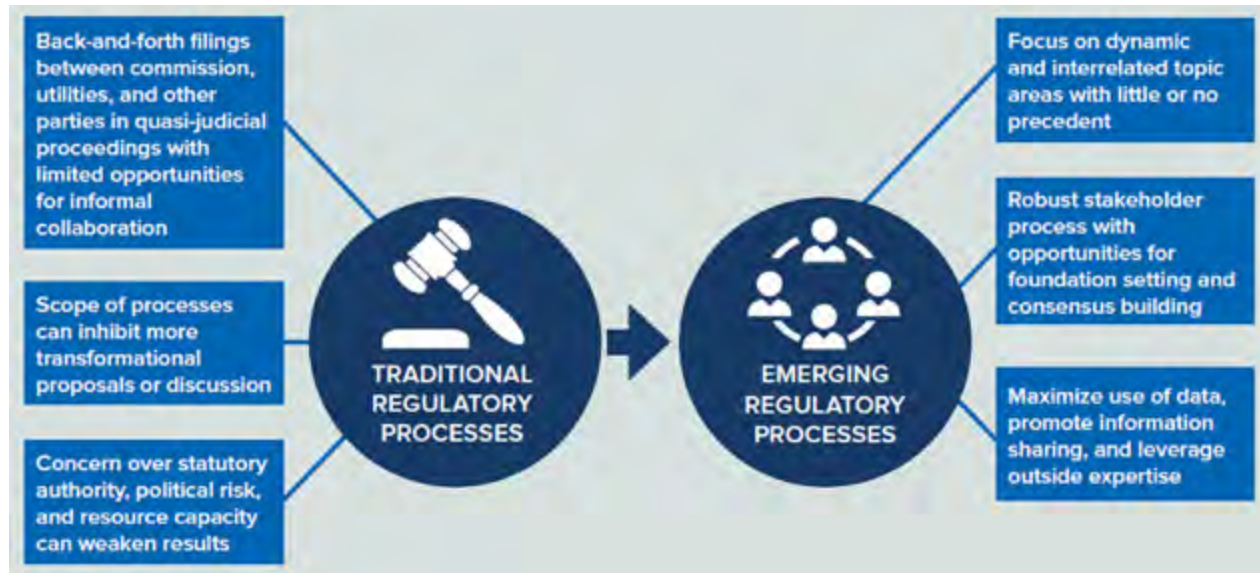 Back-and-forth filings
between commission,
utilities, and other
parties in quasi-judicial
proceedings with
limited opportunities
for informal
collaboration
Scope of processes
can inhibit more
transformational
proposals or discussion
Concern over statutory
authority, political risk,
and resource capacity
can weaken results
TRADITIONAL
REGULATORY
PROCESSES
EMERGING
REGULATORY
PROCESSES
Focus on dynamic
and interrelated topic
areas with little or no
precedent
Robust stakeholder
process with
opportunities for
foundation setting and
consensus building
Maximize use of data,
promote information
sharing, and leverage
outside expertise